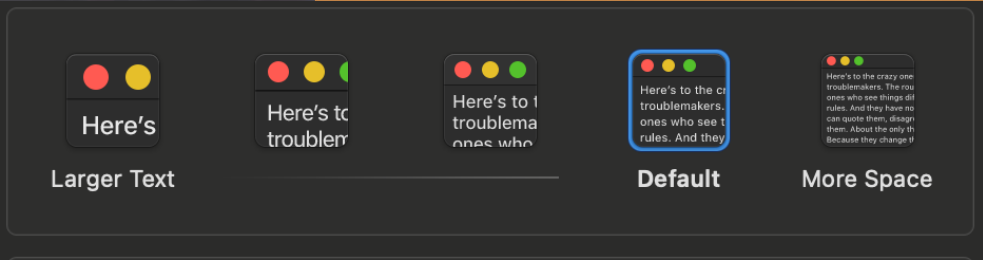 Here's
Here's to
troublem
Here's to t
troublema
ones who
Here's to the cr
troublemakers.
ones who see t
rules. And they
Here's to the crazy one
troublemakers. The rou
ones who see things dif
rules. And they have no
can quote them, disagre
them. About the only th
Because they change th
Larger Text
Default
More Space